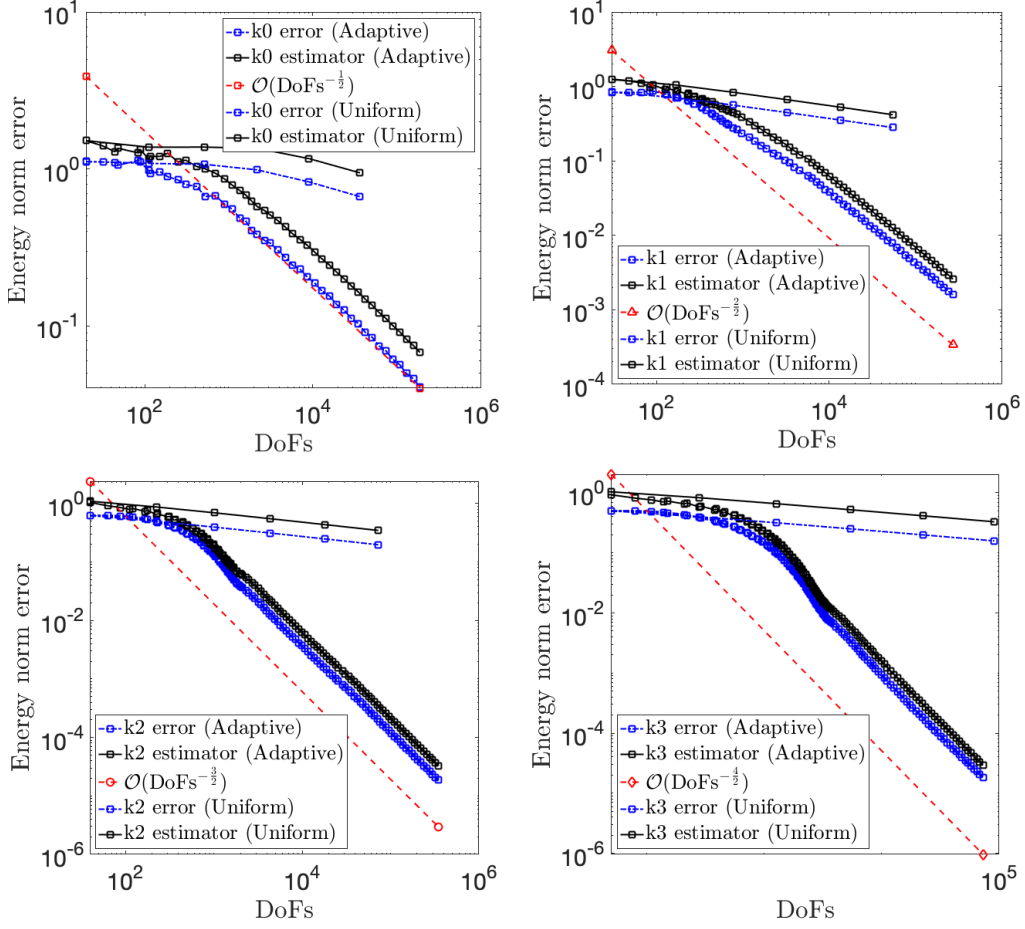 10^1
10^0
10^{-1}
Energy norm error
k0 error (Adaptive)
k0 estimator (Adaptive)
𝒪(DoFs^{-\frac{1}{2}})
k0 error (Uniform)
k0 estimator (Uniform)
10^2 10^4 10^6
DoFs
10^1
10^0
10^{-1}
10^{-2}
10^{-3}
10^{-4}
Energy norm error
k1 error (Adaptive)
k1 estimator (Adaptive)
𝒪(DoFs^{-\frac{2}{2}})
k1 error (Uniform)
k1 estimator (Uniform)
10^2 10^4 10^6
DoFs
10^0
10^{-2}
10^{-4}
10^{-6}
Energy norm error
k2 error (Adaptive)
k2 estimator (Adaptive)
𝒪(DoFs^{-\frac{3}{2}})
k2 error (Uniform)
k2 estimator (Uniform)
10^2 10^4 10^6
DoFs
10^0
10^{-2}
10^{-4}
10^{-6}
Energy norm error
k3 error (Adaptive)
k3 estimator (Adaptive)
𝒪(DoFs^{-\frac{4}{2}})
k3 error (Uniform)
k3 estimator (Uniform)
10^5
DoFs